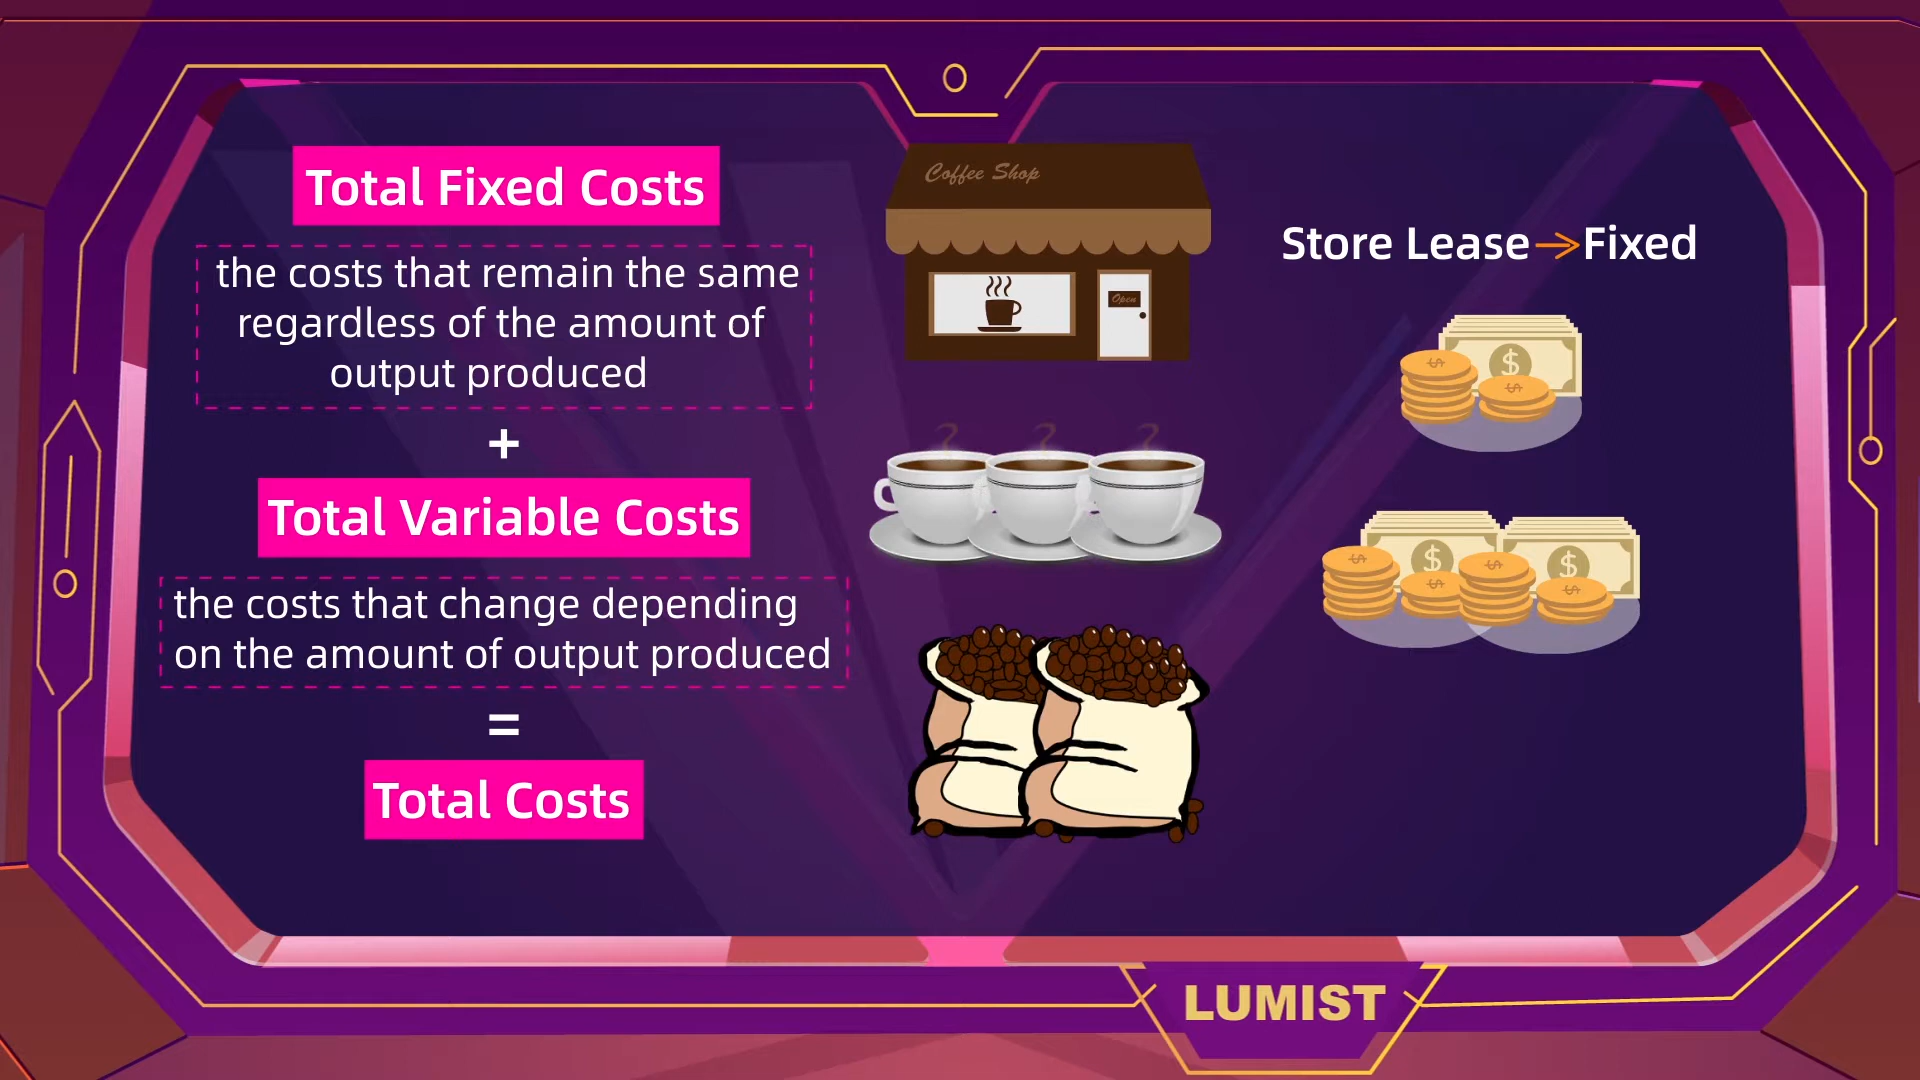 Total Fixed Costs
the costs that remain the same
regardless of the amount of
output produced
+
Total Variable Costs
the costs that change depending
on the amount of output produced
=
Total Costs
Coffee Shop
Open
Store Lease→Fixed
$
$ $
LUMIST